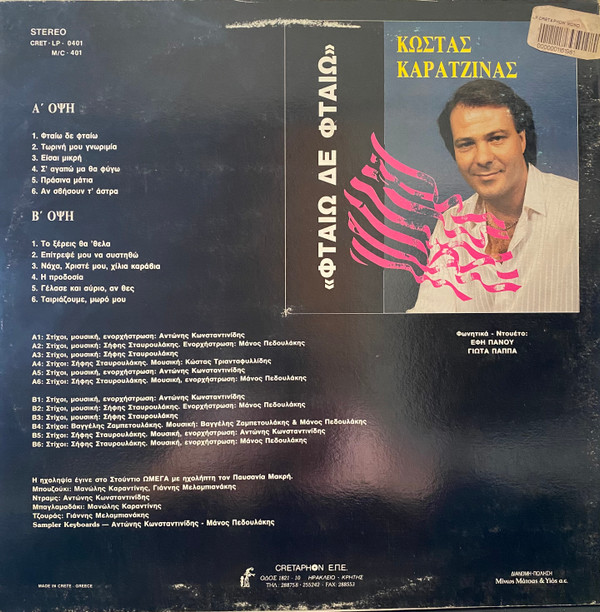 STEREO
CRET - LP - 0401
M/C - 401
Α΄ ΟΨΗ
1. Φταίω δε φταίω
2. Τωρινή μου γνωριμία
3. Είσαι μικρή
4. Σ' αγαπώ μα θα φύγω
5. Πράσινα μάτια
6. Αν σβήσουν τ' άστρα
Β΄ ΟΨΗ
1. Το ξέρεις θα 'θελα
2. Επίτρεψέ μου να συστηθώ
3. Νάχα, Χριστέ μου, χίλια καράβια
4. Η προδοσία
5. Γέλασε και αύριο, αν θες
6. Ταιριάζουμε, μωρό μου
«ΦΤΑΙΩ ΔΕ ΦΤΑΙΩ»
ΚΩΣΤΑΣ
ΚΑΡΑΤΖΙΝΑΣ
Φωνητικά - Ντουέτο:
ΕΦΗ ΠΑΝΟΥ
ΓΙΩΤΑ ΠΑΠΠΑ
Α1: Στίχοι, μουσική, ενορχήστρωση: Αντώνης Κωνσταντινίδης
Α2: Στίχοι, μουσική: Σήφης Σταυρουλάκης. Ενορχήστρωση: Μάνος Πεδουλάκης
Α3: Στίχοι, μουσική: Σήφης Σταυρουλάκης
Α4: Στίχοι: Σήφης Σταυρουλάκης. Μουσική: Κώστας Τριανταφυλλίδης
Α5: Στίχοι, μουσική, ενορχήστρωση: Αντώνης Κωνσταντινίδης
Α6: Στίχοι: Σήφης Σταυρουλάκης. Μουσική, ενορχήστρωση: Μάνος Πεδουλάκης
Β1: Στίχοι, μουσική, ενορχήστρωση: Αντώνης Κωνσταντινίδης
Β2: Στίχοι, μουσική: Σήφης Σταυρουλάκης. Ενορχήστρωση: Μάνος Πεδουλάκης
Β3: Στίχοι, μουσική: Σήφης Σταυρουλάκης
Β4: Στίχοι: Βαγγέλης Ζαμπετουλάκης. Μουσική: Βαγγέλης Ζαμπετουλάκης & Μάνος Πεδουλάκης
Β5: Στίχοι: Σήφης Σταυρουλάκης. Μουσική, ενορχήστρωση: Αντώνης Κωνσταντινίδης
Β6: Στίχοι: Σήφης Σταυρουλάκης. Μουσική, ενορχήστρωση: Μάνος Πεδουλάκης
Η ηχοληψία έγινε στο Στούντιο ΩΜΕΓΑ με ηχολήπτη τον Παυσανία Μακρή.
Μπουζούκι: Μανώλης Καραντίνης, Γιάννης Μελαμπιανάκης
Ντραμς: Αντώνης Κωνσταντινίδης
Μπαγλαμαδάκι: Μανώλης Καραντίνης
Τζουράς: Γιάννης Μελαμπιανάκης
Sampler Keyboards — Αντώνης Κωνσταντινίδης - Μάνος Πεδουλάκης
MADE IN CRETE - GREECE
CRETAPHON Ε.Π.Ε.
ΟΔΟΣ 1821 - 10 ΗΡΑΚΛΕΙΟ - ΚΡΗΤΗΣ
ΤΗΛ.: 288758 - 255242 - FAX: 288553
ΔΙΑΝΟΜΗ-ΠΩΛΗΣΗ
Μίνως Μάτσας & Υιός α.ε.